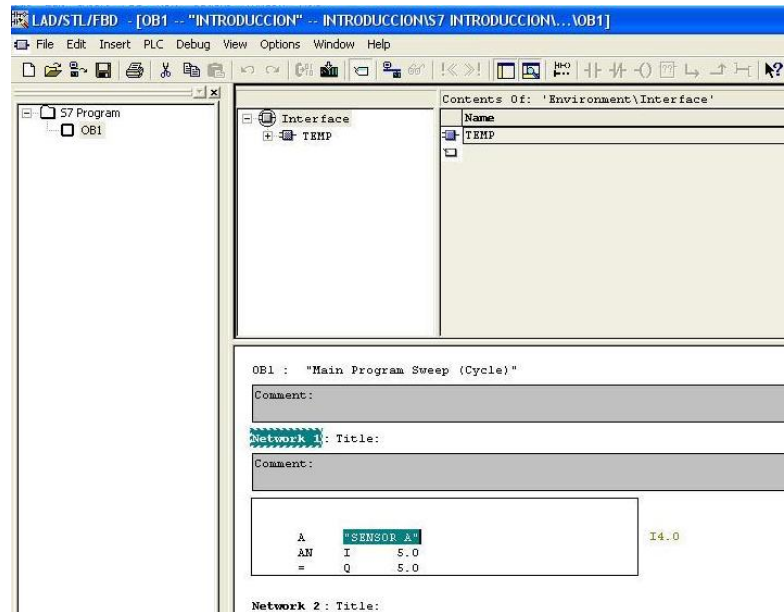 LAD/STL/FBD - [OB1 -- "INTRODUCCION" -- INTRODUCCION\S7 INTRODUCCION\...\OB1]
File Edit Insert PLC Debug View Options Window Help
S7 Program
OB1
Interface
TEMP
Contents Of: 'Environment\Interface'
Name
TEMP
OB1 : "Main Program Sweep (Cycle)"
Comment:
Network 1: Title:
Comment:
A "SENSOR A" I4.0
AN I 5.0
= Q 5.0
Network 2 : Title: